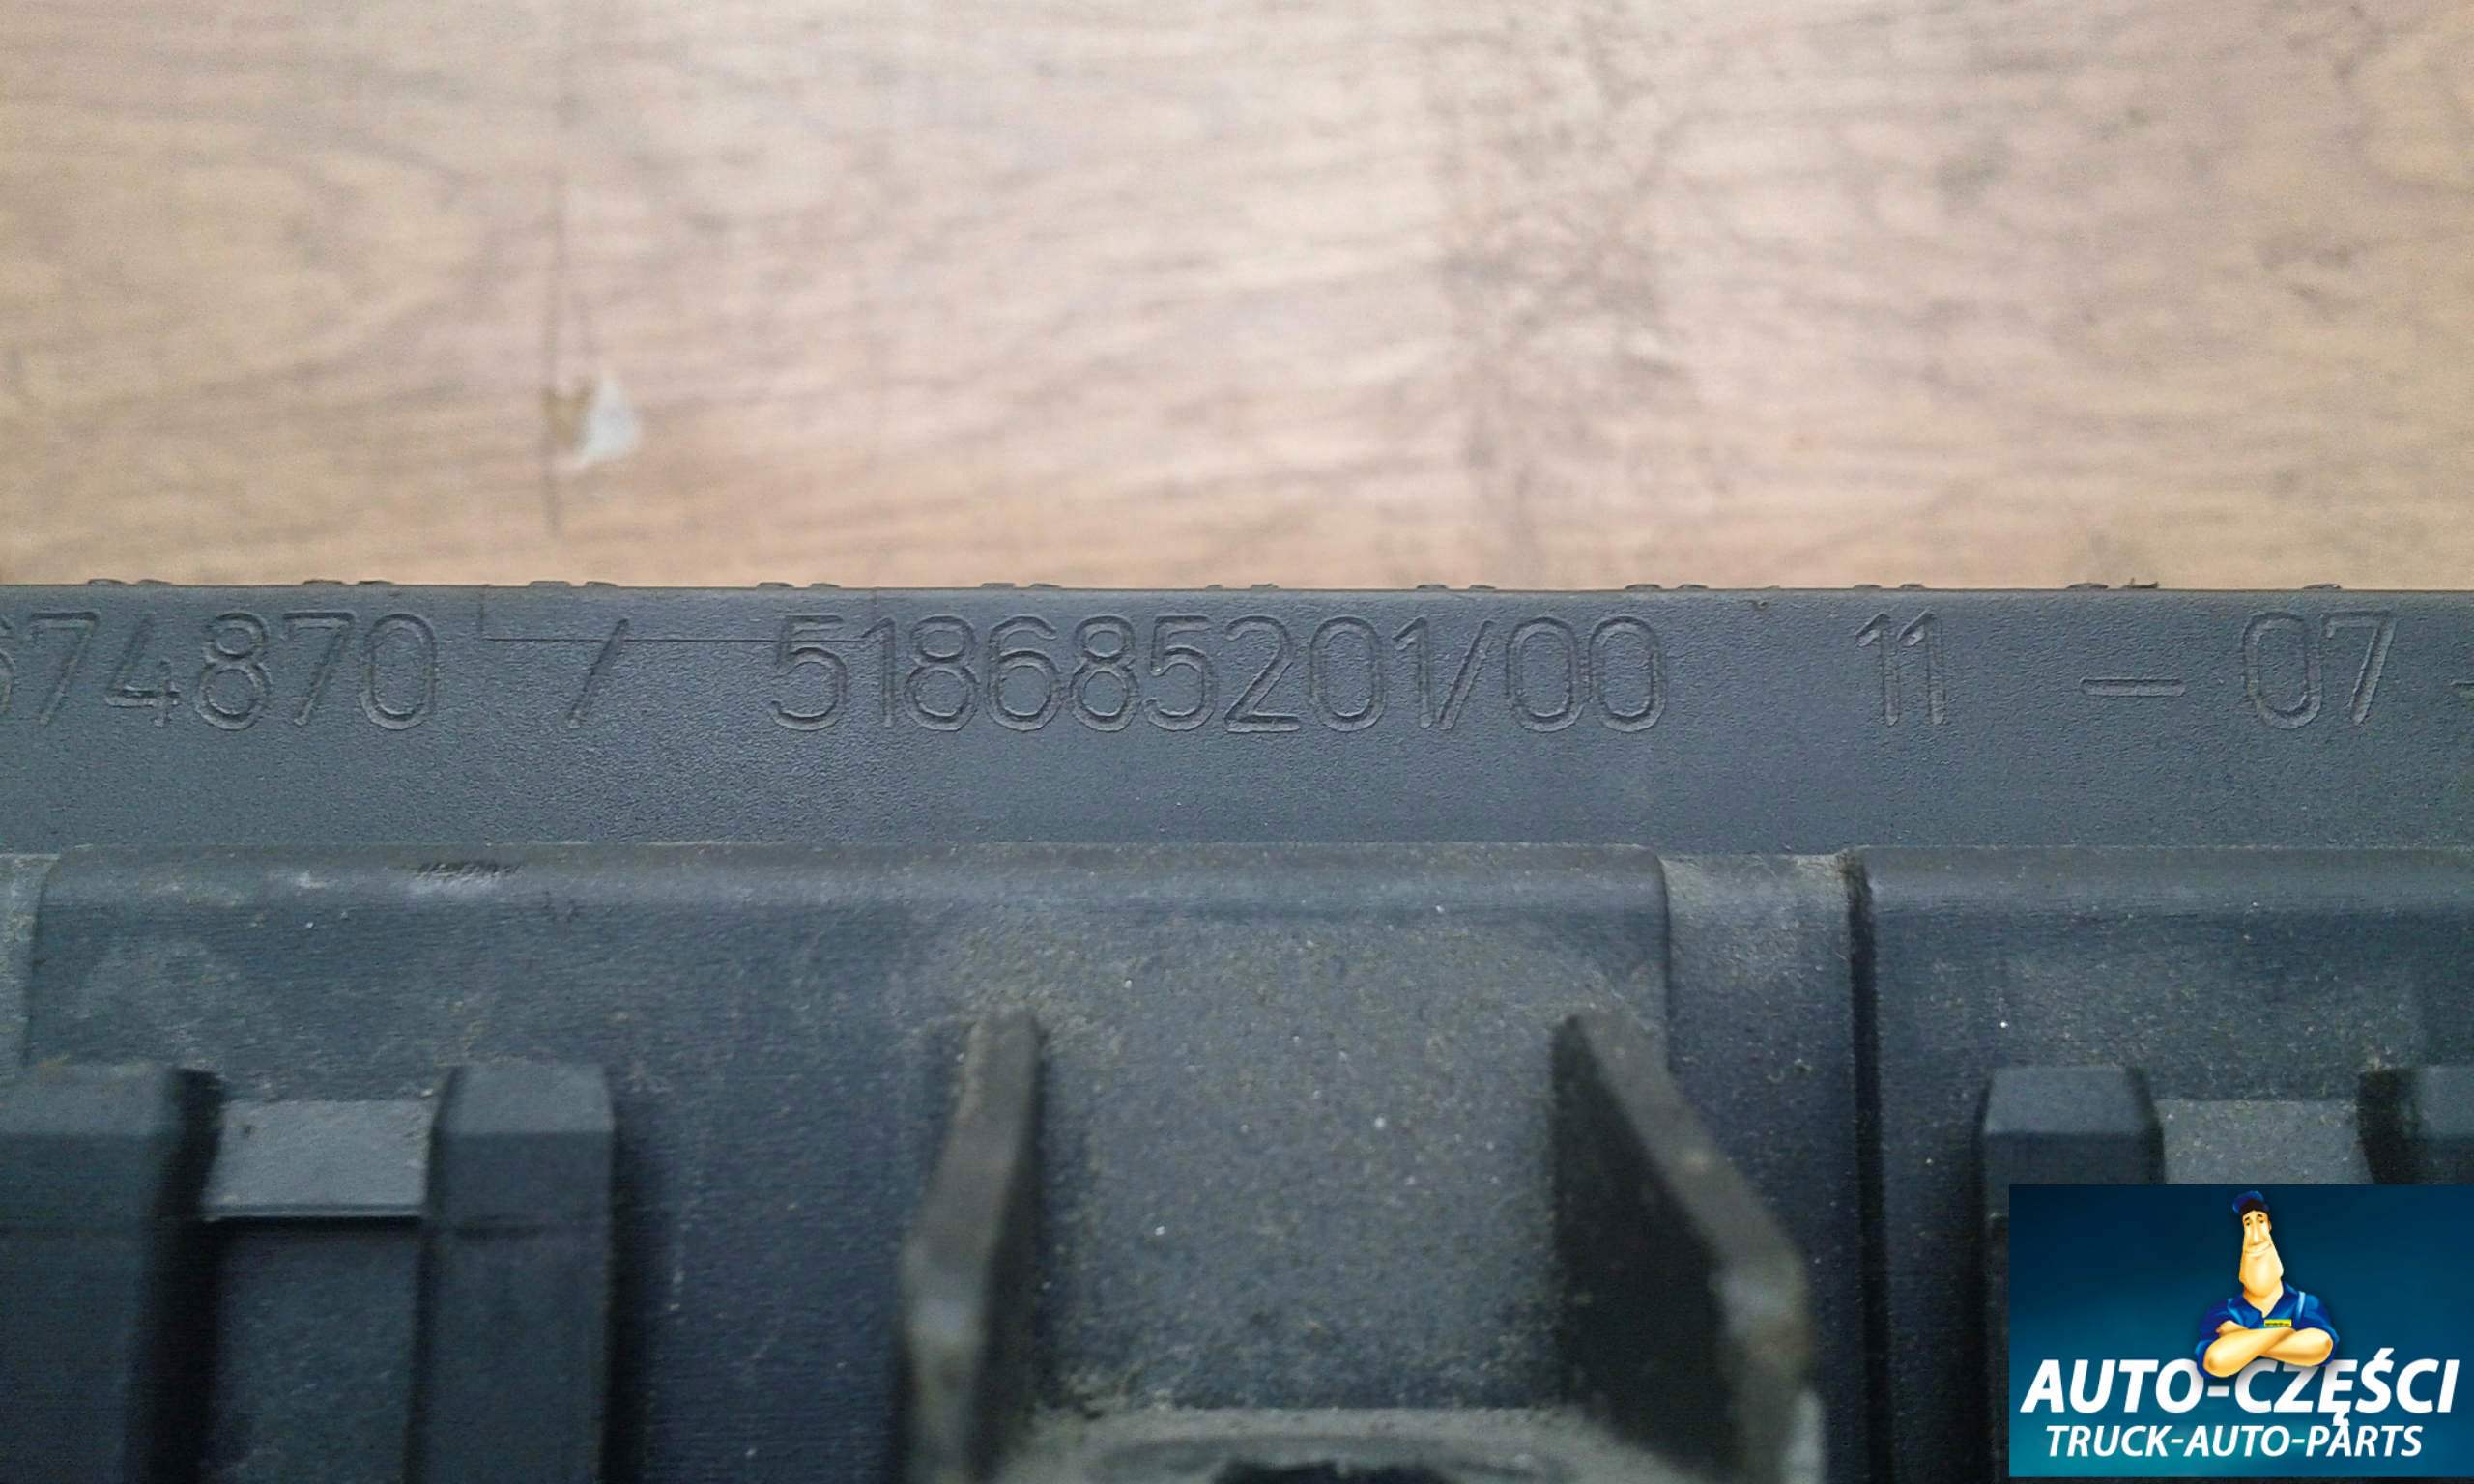 674870 / 518685201/00 11 - 07 -
AUTO-CZĘŚCI
TRUCK-AUTO-PARTS